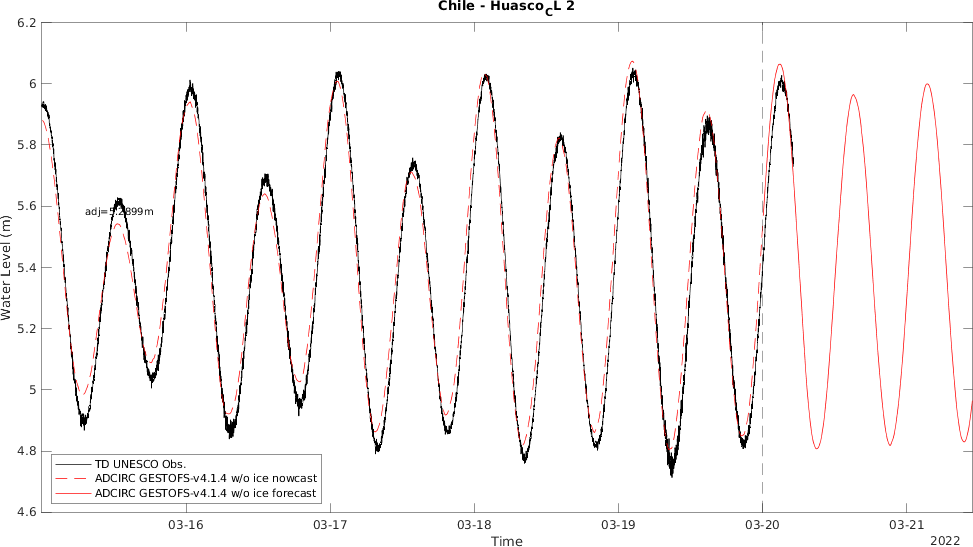 Chile - Huasco_CL 2
6.2
6
5.8
5.6
5.4
5.2
5
4.8
4.6
Water Level (m)
adj=5.2899m
TD UNESCO Obs.
ADCIRC GESTOFS-v4.1.4 w/o ice nowcast
ADCIRC GESTOFS-v4.1.4 w/o ice forecast
03-16
03-17
03-18
03-19
03-20
03-21
Time
2022